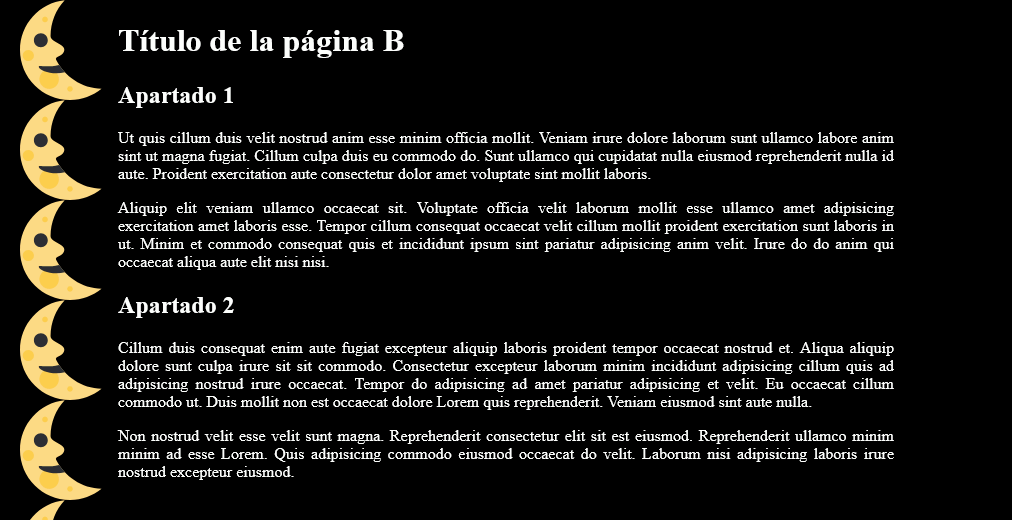 Título de la página B
Apartado 1
Ut quis cillum duis velit nostrud anim esse minim officia mollit. Veniam irure dolore laborum sunt ullamco labore anim
sint ut magna fugiat. Cillum culpa duis eu commodo do. Sunt ullamco qui cupidatat nulla eiusmod reprehenderit nulla id
aute. Proident exercitation aute consectetur dolor amet voluptate sint mollit laboris.
Aliquip elit veniam ullamco occaecat sit. Voluptate officia velit laborum mollit esse ullamco amet adipisicing
exercitation amet laboris esse. Tempor cillum consequat occaecat velit cillum mollit proident exercitation sunt laboris in
ut. Minim et commodo consequat quis et incididunt ipsum sint pariatur adipisicing anim velit. Irure do do anim qui
occaecat aliqua aute elit nisi nisi.
Apartado 2
Cillum duis consequat enim aute fugiat excepteur aliquip laboris proident tempor occaecat nostrud et. Aliqua aliquip
dolore sunt culpa irure sit sit commodo. Consectetur excepteur laborum minim incididunt adipisicing cillum quis ad
adipisicing nostrud irure occaecat. Tempor do adipisicing ad amet pariatur adipisicing et velit. Eu occaecat cillum
commodo ut. Duis mollit non est occaecat dolore Lorem quis reprehenderit. Veniam eiusmod sint aute nulla.
Non nostrud velit esse velit sunt magna. Reprehenderit consectetur elit sit est eiusmod. Reprehenderit ullamco minim
minim ad esse Lorem. Quis adipisicing commodo eiusmod occaecat do velit. Laborum nisi adipisicing laboris irure
nostrud excepteur eiusmod.